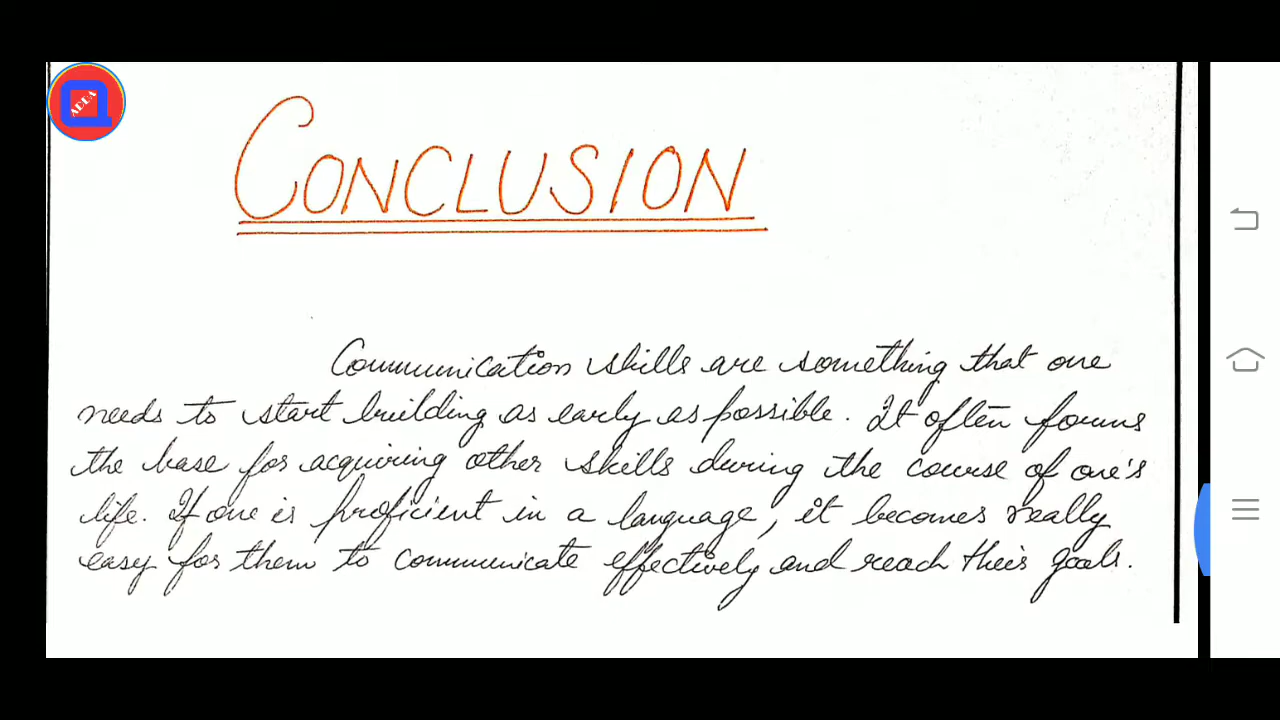 ADDA
CONCLUSION
Communication skills are something that one
needs to start building as early as possible. It often forms
the base for acquiring other skills during the course of one's
life. If one is proficient in a language, it becomes really
easy for them to communicate effectively and reach their goals.